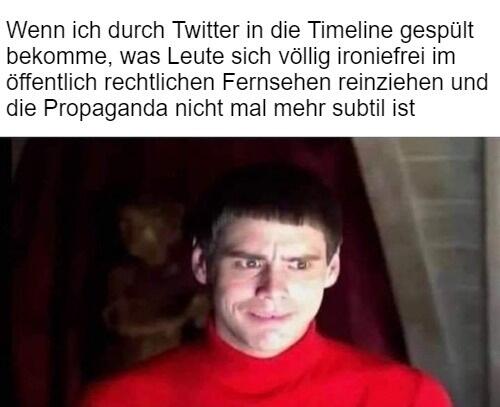 Wenn ich durch Twitter in die Timeline gespült
bekomme, was Leute sich völlig ironiefrei im
öffentlich rechtlichen Fernsehen reinziehen und
die Propaganda nicht mal mehr subtil ist